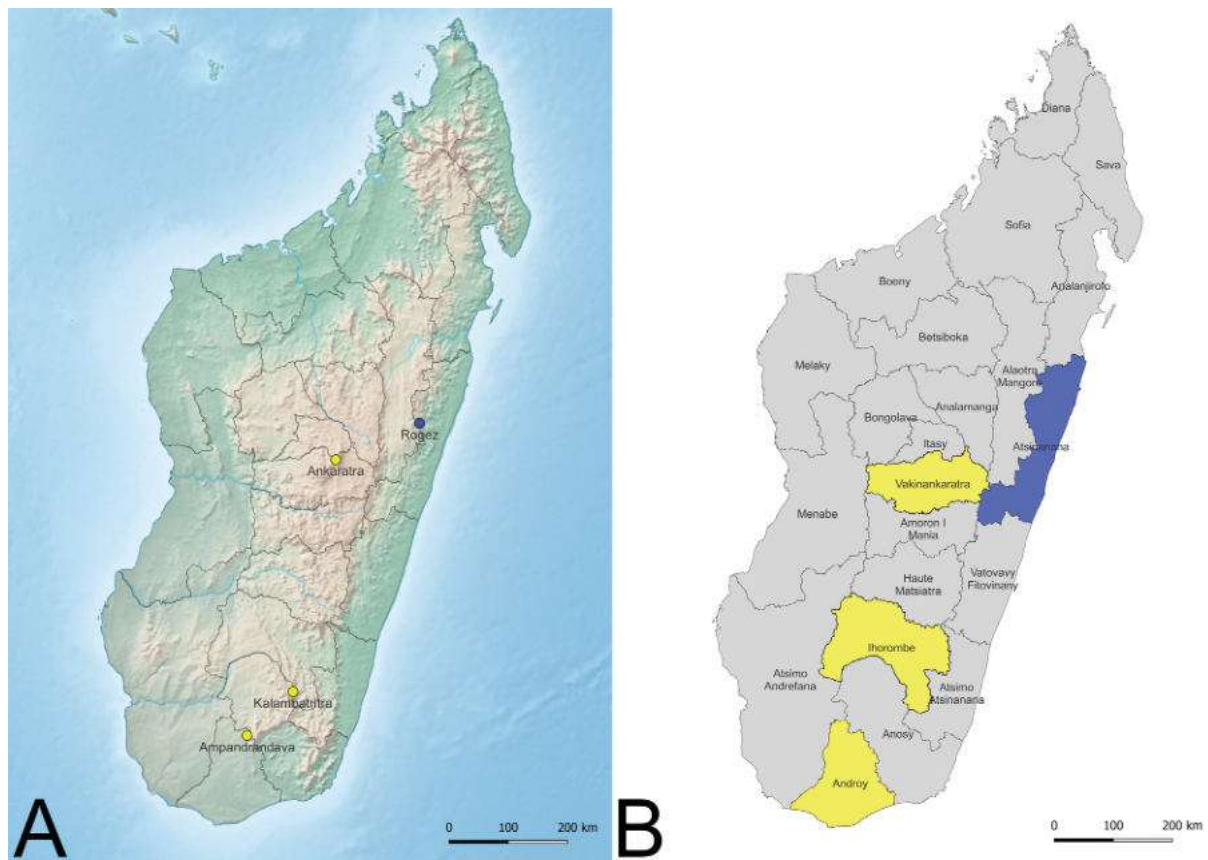 Rogez
Ankaratra
Kalambatritra
Ampandrandava
A
0 100 200 km
Diana
Sava
Sofia
Analanjirofo
Boeny
Betsiboka
Melaky
Alaotra
Mangoro
Analamanga
Bongolava
Itasy
Atsinanana
Vakinankaratra
Menabe
Amoron I
Mania
Haute
Matsiatra
Vatovavy
Fitovinany
Ihorombe
Atsimo
Andrefana
Atsimo
Atsinanana
Anosy
Androy
B
0 100 200 km